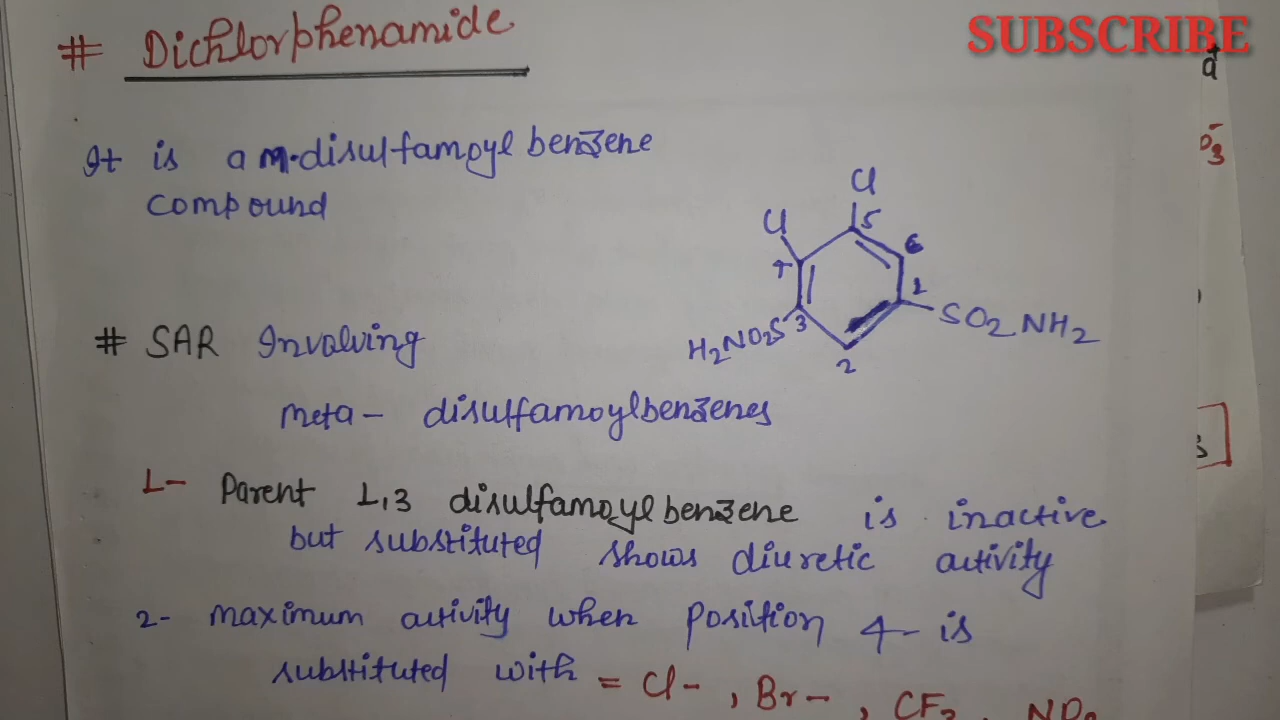 SUBSCRIBE
# Dichlorphenamide
It is a m-disulfamoyl benzene
compound
Cl
Cl
5
6
4
1
H2NO2S
3
SO2NH2
2
# SAR Involving
meta - disulfamoylbenzenes
1- Parent 1,3 disulfamoylbenzene is inactive
but substituted shows diuretic activity
2- maximum activity when position 4- is
substituted with = Cl- , Br- , CF3 , NO2